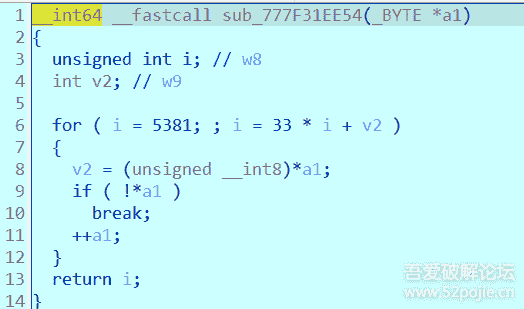 1 __int64 __fastcall sub_777F31EE54(_BYTE *a1)
2 {
3 unsigned int i; // w8
4 int v2; // w9
5
6 for ( i = 5381; ; i = 33 * i + v2 )
7 {
8 v2 = (unsigned __int8)*a1;
9 if ( !*a1 )
10 break;
11 ++a1;
12 }
13 return i;
14 }
吾爱破解论坛
www.52pojie.cn